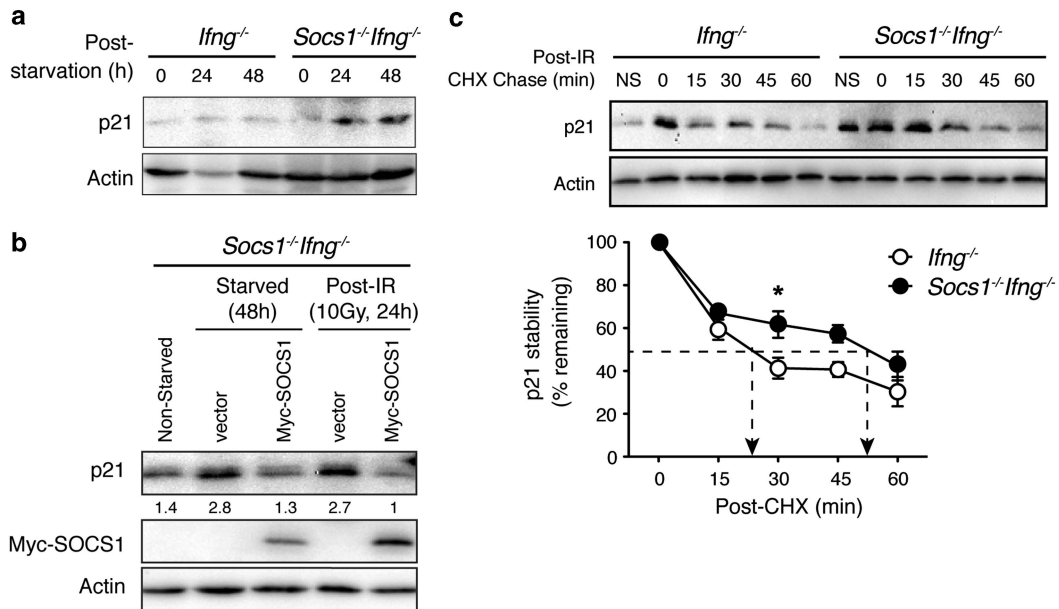 a
Ifng-/- Socs1-/-Ifng-/-
Post-
starvation (h) 0 24 48 0 24 48
p21
Actin
b
Socs1-/-Ifng-/-
Starved Post-IR
(48h) (10Gy, 24h)
Non-Starved vector Myc-SOCS1 vector Myc-SOCS1
p21
1.4 2.8 1.3 2.7 1
Myc-SOCS1
Actin
c
Ifng-/- Socs1-/-Ifng-/-
Post-IR
CHX Chase (min) NS 0 15 30 45 60 NS 0 15 30 45 60
p21
Actin
p21 stability
(% remaining)
100
80
60
40
20
0
Ifng-/-
Socs1-/-Ifng-/-
*
0 15 30 45 60
Post-CHX (min)